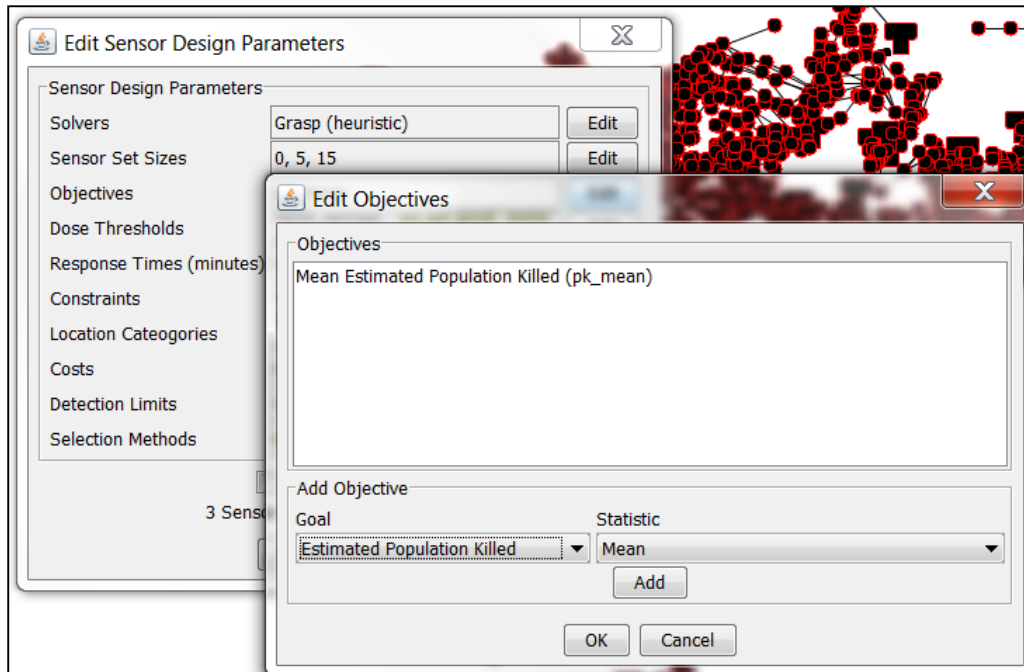 Edit Sensor Design Parameters
Sensor Design Parameters
Solvers Grasp (heuristic) Edit
Sensor Set Sizes 0, 5, 15 Edit
Objectives
Dose Thresholds
Response Times (minutes)
Constraints
Location Cateogories
Costs
Detection Limits
Selection Methods
3 Senso
Edit Objectives
Objectives
Mean Estimated Population Killed (pk_mean)
Add Objective
Goal Statistic
Estimated Population Killed Mean
Add
OK Cancel